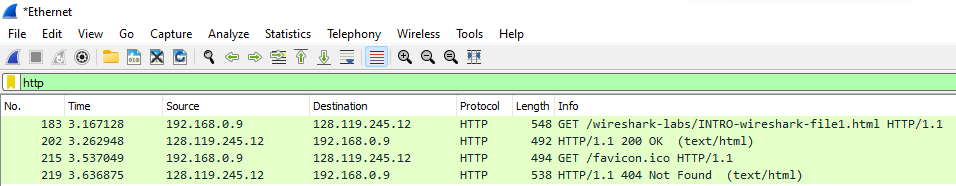 *Ethernet
File Edit View Go Capture Analyze Statistics Telephony Wireless Tools Help
http
No. Time Source Destination Protocol Length Info
183 3.167128 192.168.0.9 128.119.245.12 HTTP 548 GET /wireshark-labs/INTRO-wireshark-file1.html HTTP/1.1
202 3.262948 128.119.245.12 192.168.0.9 HTTP 492 HTTP/1.1 200 OK (text/html)
215 3.537049 192.168.0.9 128.119.245.12 HTTP 494 GET /favicon.ico HTTP/1.1
219 3.636875 128.119.245.12 192.168.0.9 HTTP 538 HTTP/1.1 404 Not Found (text/html)